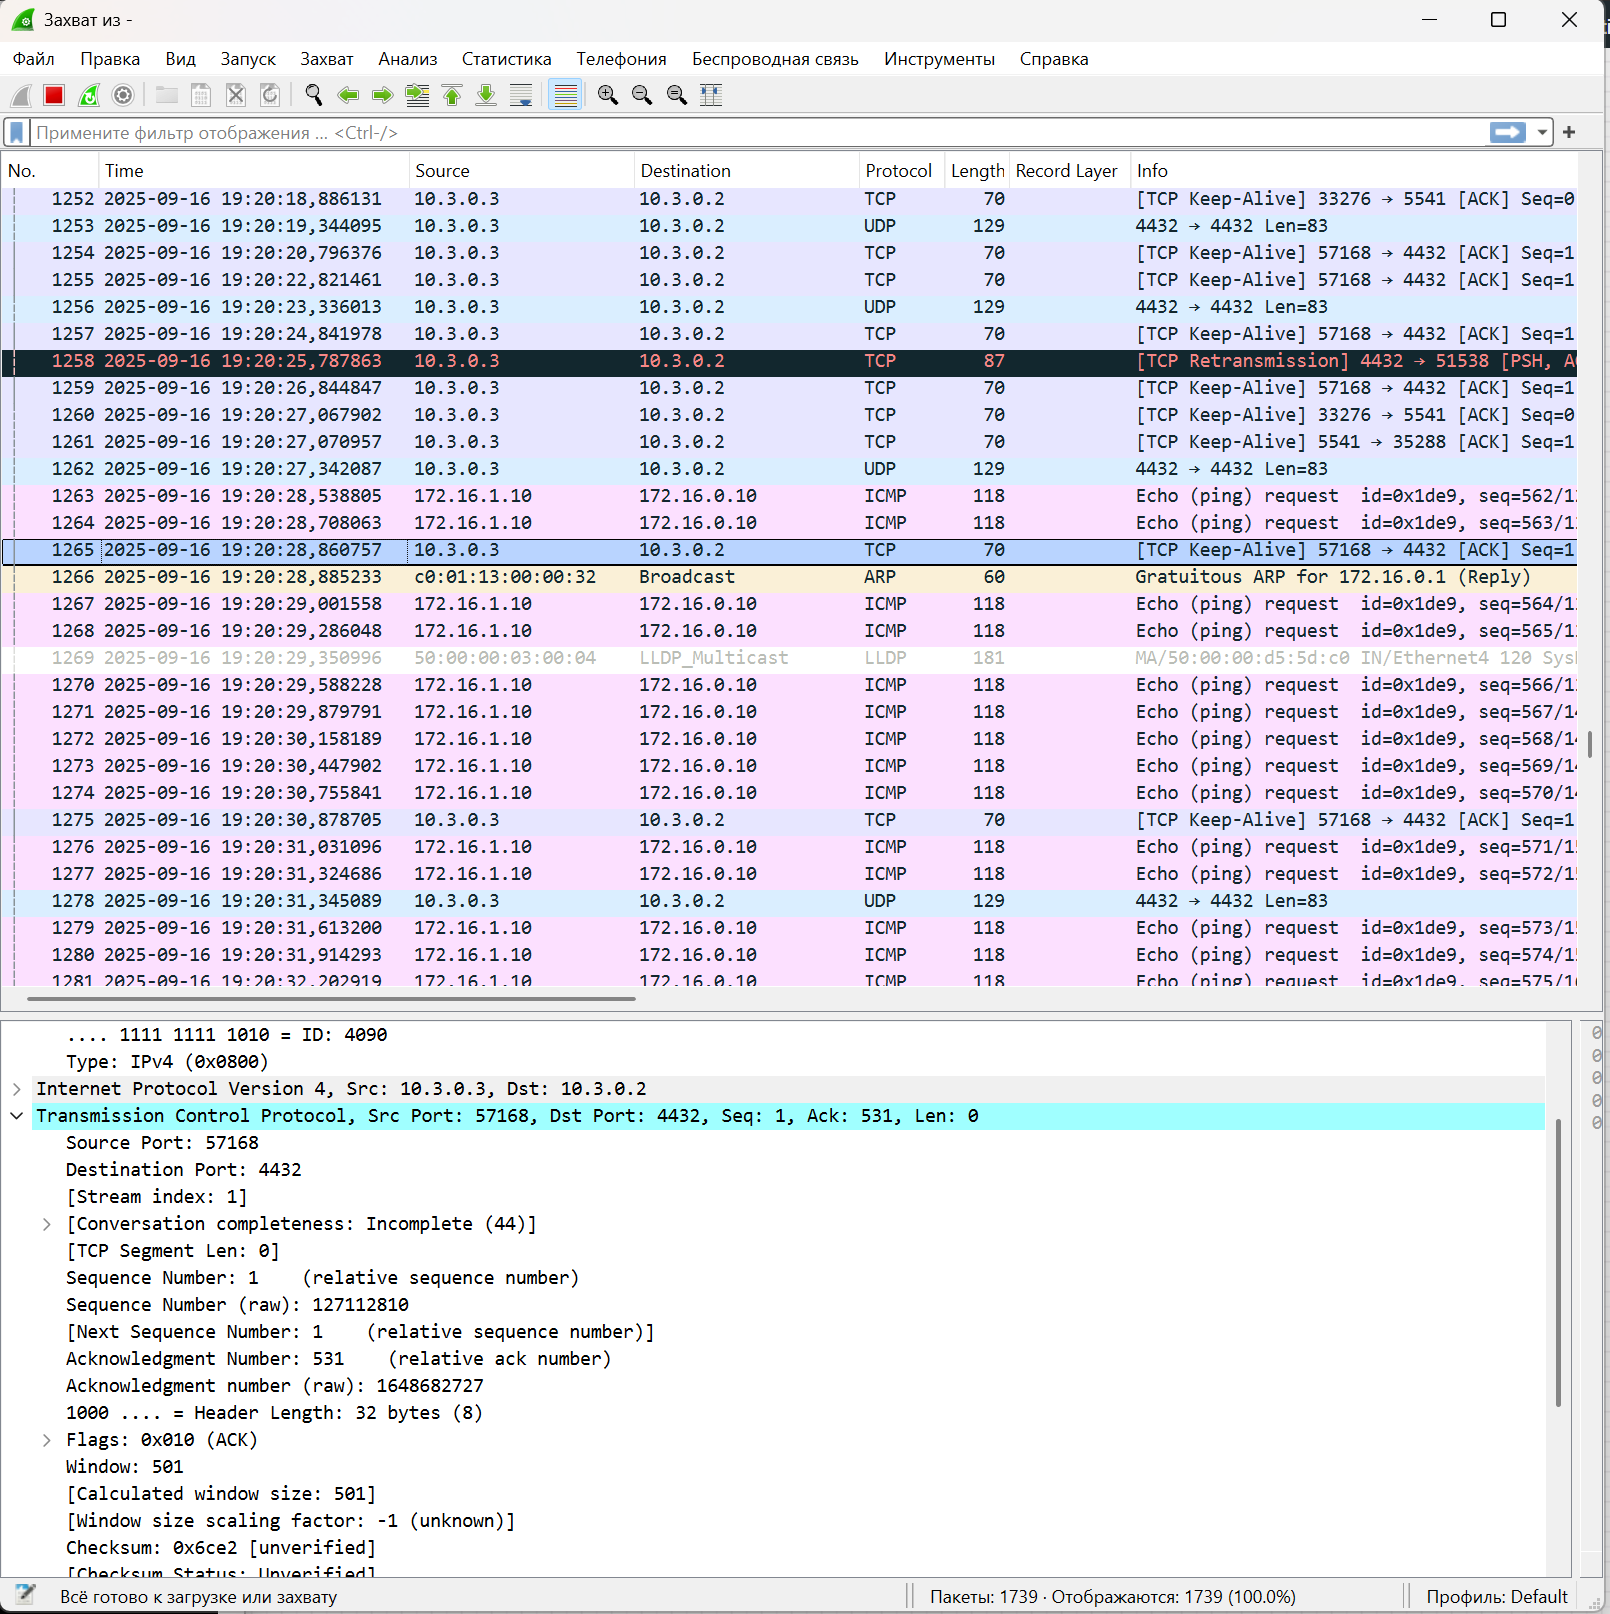 Захват из -
Файл Правка Вид Запуск Захват Анализ Статистика Телефония Беспроводная связь Инструменты Справка
Примените фильтр отображения ... <Ctrl-/>
No. Time Source Destination Protocol Length Record Layer Info
1252 2025-09-16 19:20:18,886131 10.3.0.3 10.3.0.2 TCP 70 [TCP Keep-Alive] 33276 → 5541 [ACK] Seq=0
1253 2025-09-16 19:20:19,344095 10.3.0.3 10.3.0.2 UDP 129 4432 → 4432 Len=83
1254 2025-09-16 19:20:20,796376 10.3.0.3 10.3.0.2 TCP 70 [TCP Keep-Alive] 57168 → 4432 [ACK] Seq=1
1255 2025-09-16 19:20:22,821461 10.3.0.3 10.3.0.2 TCP 70 [TCP Keep-Alive] 57168 → 4432 [ACK] Seq=1
1256 2025-09-16 19:20:23,336013 10.3.0.3 10.3.0.2 UDP 129 4432 → 4432 Len=83
1257 2025-09-16 19:20:24,841978 10.3.0.3 10.3.0.2 TCP 70 [TCP Keep-Alive] 57168 → 4432 [ACK] Seq=1
1258 2025-09-16 19:20:25,787863 10.3.0.3 10.3.0.2 TCP 87 [TCP Retransmission] 4432 → 51538 [PSH, A
1259 2025-09-16 19:20:26,844847 10.3.0.3 10.3.0.2 TCP 70 [TCP Keep-Alive] 57168 → 4432 [ACK] Seq=1
1260 2025-09-16 19:20:27,067902 10.3.0.3 10.3.0.2 TCP 70 [TCP Keep-Alive] 33276 → 5541 [ACK] Seq=0
1261 2025-09-16 19:20:27,070957 10.3.0.3 10.3.0.2 TCP 70 [TCP Keep-Alive] 5541 → 35288 [ACK] Seq=1
1262 2025-09-16 19:20:27,342087 10.3.0.3 10.3.0.2 UDP 129 4432 → 4432 Len=83
1263 2025-09-16 19:20:28,538805 172.16.1.10 172.16.0.10 ICMP 118 Echo (ping) request id=0x1de9, seq=562/1
1264 2025-09-16 19:20:28,708063 172.16.1.10 172.16.0.10 ICMP 118 Echo (ping) request id=0x1de9, seq=563/1
1265 2025-09-16 19:20:28,860757 10.3.0.3 10.3.0.2 TCP 70 [TCP Keep-Alive] 57168 → 4432 [ACK] Seq=1
1266 2025-09-16 19:20:28,885233 c0:01:13:00:00:32 Broadcast ARP 60 Gratuitous ARP for 172.16.0.1 (Reply)
1267 2025-09-16 19:20:29,001558 172.16.1.10 172.16.0.10 ICMP 118 Echo (ping) request id=0x1de9, seq=564/1
1268 2025-09-16 19:20:29,286048 172.16.1.10 172.16.0.10 ICMP 118 Echo (ping) request id=0x1de9, seq=565/1
1269 2025-09-16 19:20:29,350996 50:00:00:03:00:04 LLDP_Multicast LLDP 181 MA/50:00:00:d5:5d:c0 IN/Ethernet4 120 Sys
1270 2025-09-16 19:20:29,588228 172.16.1.10 172.16.0.10 ICMP 118 Echo (ping) request id=0x1de9, seq=566/1
1271 2025-09-16 19:20:29,879791 172.16.1.10 172.16.0.10 ICMP 118 Echo (ping) request id=0x1de9, seq=567/1
1272 2025-09-16 19:20:30,158189 172.16.1.10 172.16.0.10 ICMP 118 Echo (ping) request id=0x1de9, seq=568/1
1273 2025-09-16 19:20:30,447902 172.16.1.10 172.16.0.10 ICMP 118 Echo (ping) request id=0x1de9, seq=569/1
1274 2025-09-16 19:20:30,755841 172.16.1.10 172.16.0.10 ICMP 118 Echo (ping) request id=0x1de9, seq=570/1
1275 2025-09-16 19:20:30,878705 10.3.0.3 10.3.0.2 TCP 70 [TCP Keep-Alive] 57168 → 4432 [ACK] Seq=1
1276 2025-09-16 19:20:31,031096 172.16.1.10 172.16.0.10 ICMP 118 Echo (ping) request id=0x1de9, seq=571/1
1277 2025-09-16 19:20:31,324686 172.16.1.10 172.16.0.10 ICMP 118 Echo (ping) request id=0x1de9, seq=572/1
1278 2025-09-16 19:20:31,345089 10.3.0.3 10.3.0.2 UDP 129 4432 → 4432 Len=83
1279 2025-09-16 19:20:31,613200 172.16.1.10 172.16.0.10 ICMP 118 Echo (ping) request id=0x1de9, seq=573/1
1280 2025-09-16 19:20:31,914293 172.16.1.10 172.16.0.10 ICMP 118 Echo (ping) request id=0x1de9, seq=574/1
1281 2025-09-16 19:20:32,202919 172.16.1.10 172.16.0.10 ICMP 118 Echo (ping) request id=0x1de9, seq=575/1
.... 1111 1111 1010 = ID: 4090
Type: IPv4 (0x0800)
Internet Protocol Version 4, Src: 10.3.0.3, Dst: 10.3.0.2
Transmission Control Protocol, Src Port: 57168, Dst Port: 4432, Seq: 1, Ack: 531, Len: 0
Source Port: 57168
Destination Port: 4432
[Stream index: 1]
[Conversation completeness: Incomplete (44)]
[TCP Segment Len: 0]
Sequence Number: 1 (relative sequence number)
Sequence Number (raw): 127112810
[Next Sequence Number: 1 (relative sequence number)]
Acknowledgment Number: 531 (relative ack number)
Acknowledgment number (raw): 1648682727
1000 .... = Header Length: 32 bytes (8)
Flags: 0x010 (ACK)
Window: 501
[Calculated window size: 501]
[Window size scaling factor: -1 (unknown)]
Checksum: 0x6ce2 [unverified]
[Checksum Status: Unverified]
0
0
0
0
0
Всё готово к загрузке или захвату Пакеты: 1739 · Отображаются: 1739 (100.0%) Профиль: Default